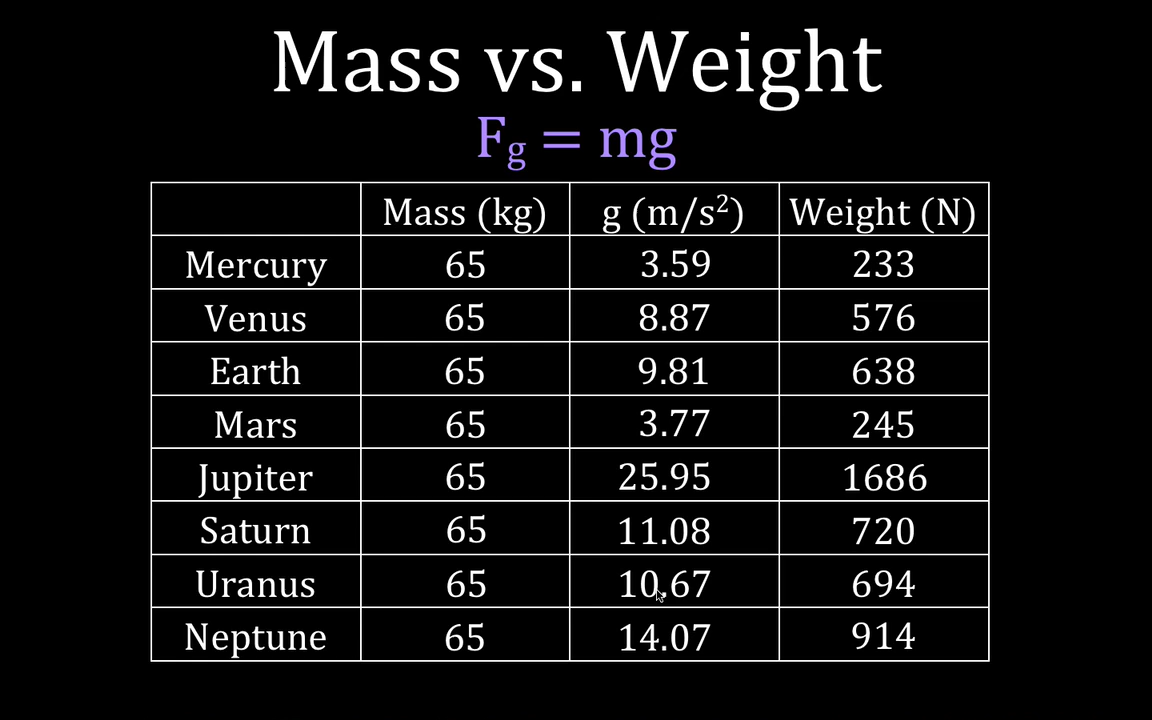 Mass vs. Weight
Fg = mg
Mass (kg) g (m/s²) Weight (N)
Mercury 65 3.59 233
Venus 65 8.87 576
Earth 65 9.81 638
Mars 65 3.77 245
Jupiter 65 25.95 1686
Saturn 65 11.08 720
Uranus 65 10.67 694
Neptune 65 14.07 914